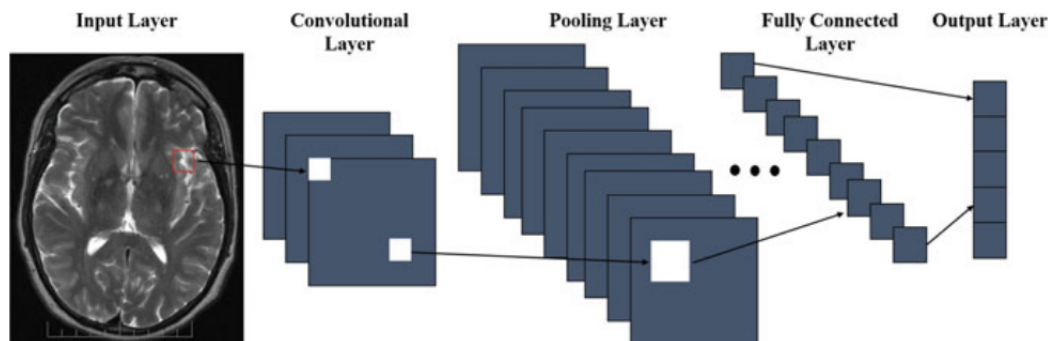 Input Layer
Convolutional
Layer
Pooling Layer
Fully Connected
Layer
Output Layer